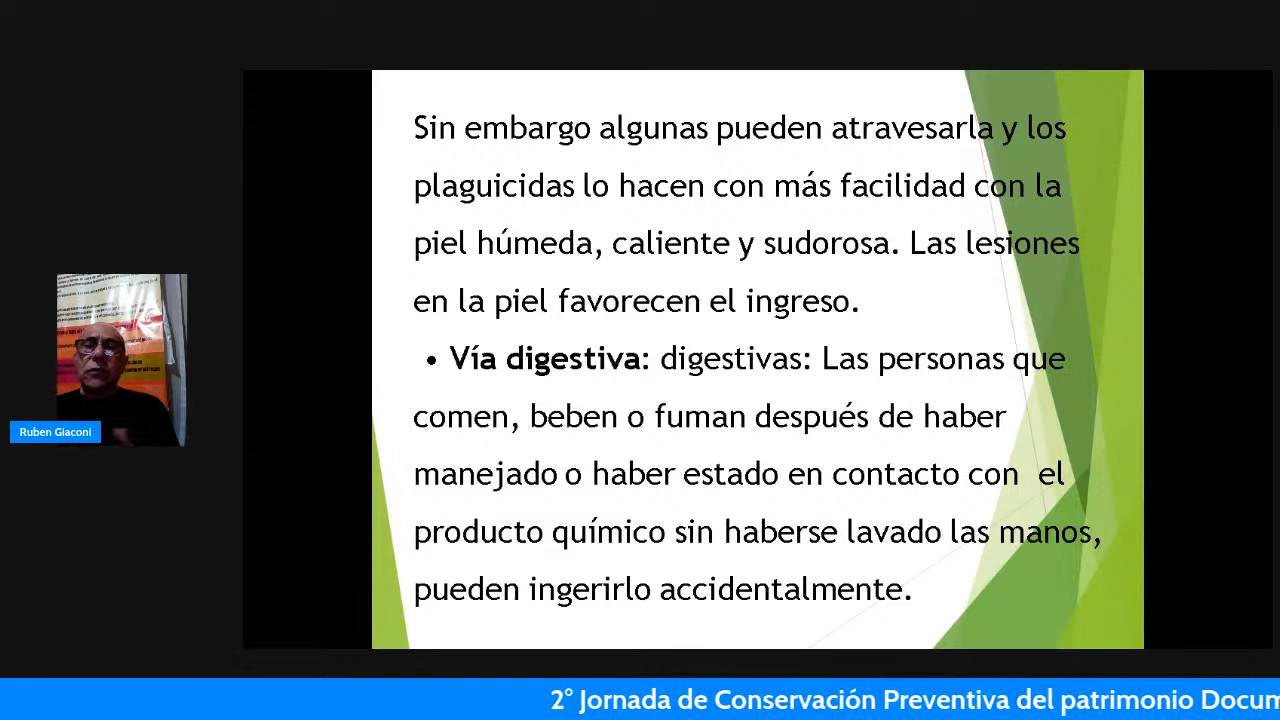 Sin embargo algunas pueden atravesarla y los
plaguicidas lo hacen con más facilidad con la
piel húmeda, caliente y sudorosa. Las lesiones
en la piel favorecen el ingreso.
• Vía digestiva: digestivas: Las personas que
comen, beben o fuman después de haber
manejado o haber estado en contacto con el
producto químico sin haberse lavado las manos,
pueden ingerirlo accidentalmente.
Ruben Giaconi
2° Jornada de Conservación Preventiva del patrimonio Docum